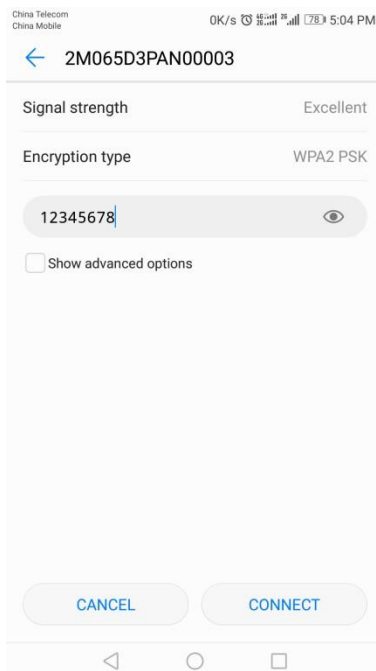 China Telecom
China Mobile
0K/s 78 5:04 PM
2M065D3PAN00003
Signal strength Excellent
Encryption type WPA2 PSK
12345678
Show advanced options
CANCEL CONNECT